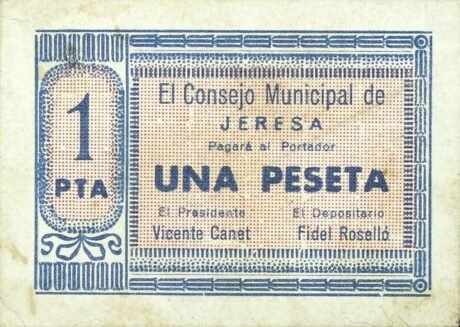 1
PTA
El Consejo Municipal de
JERESA
Pagará al Portador
UNA PESETA
El Presidente El Depositario
Vicente Canet Fidel Roselló